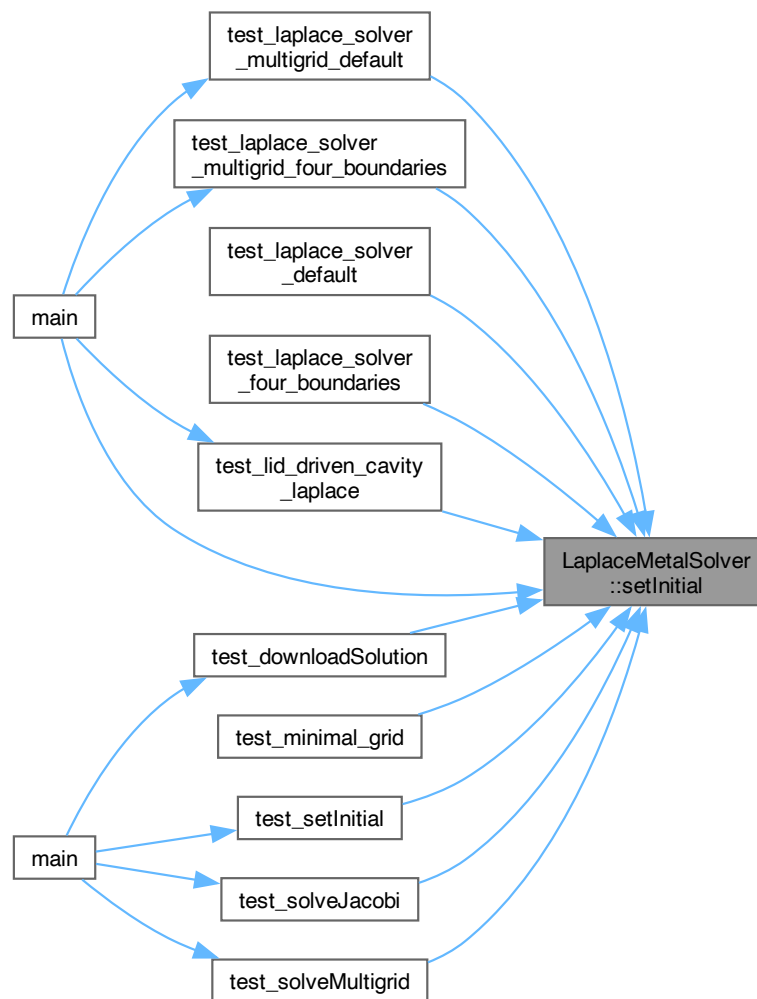 test_laplace_solver
_multigrid_default
test_laplace_solver
_multigrid_four_boundaries
test_laplace_solver
_default
main
test_laplace_solver
_four_boundaries
test_lid_driven_cavity
_laplace
LaplaceMetalSolver
::setInitial
test_downloadSolution
test_minimal_grid
test_setInitial
main
test_solveJacobi
test_solveMultigrid